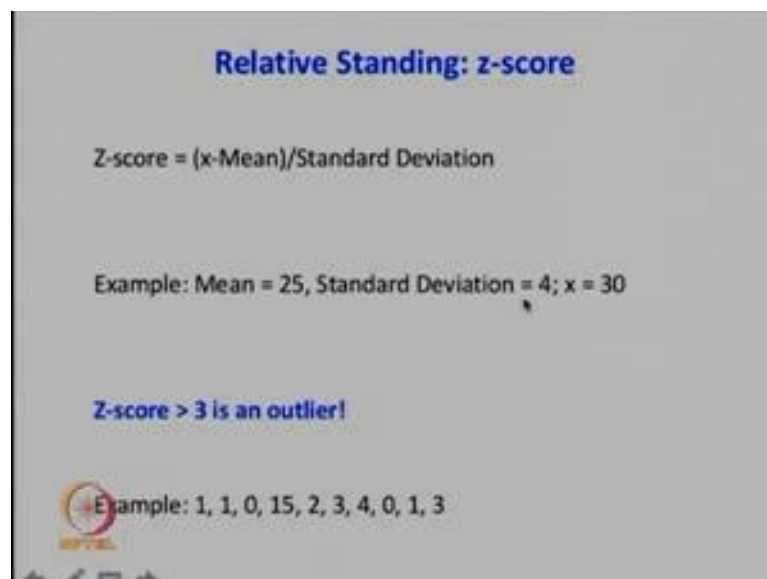 Relative Standing: z-score
Z-score = (x-Mean)/Standard Deviation
Example: Mean = 25, Standard Deviation = 4; x = 30
Z-score > 3 is an outlier!
Example: 1, 1, 0, 15, 2, 3, 4, 0, 1, 3
NPTEL